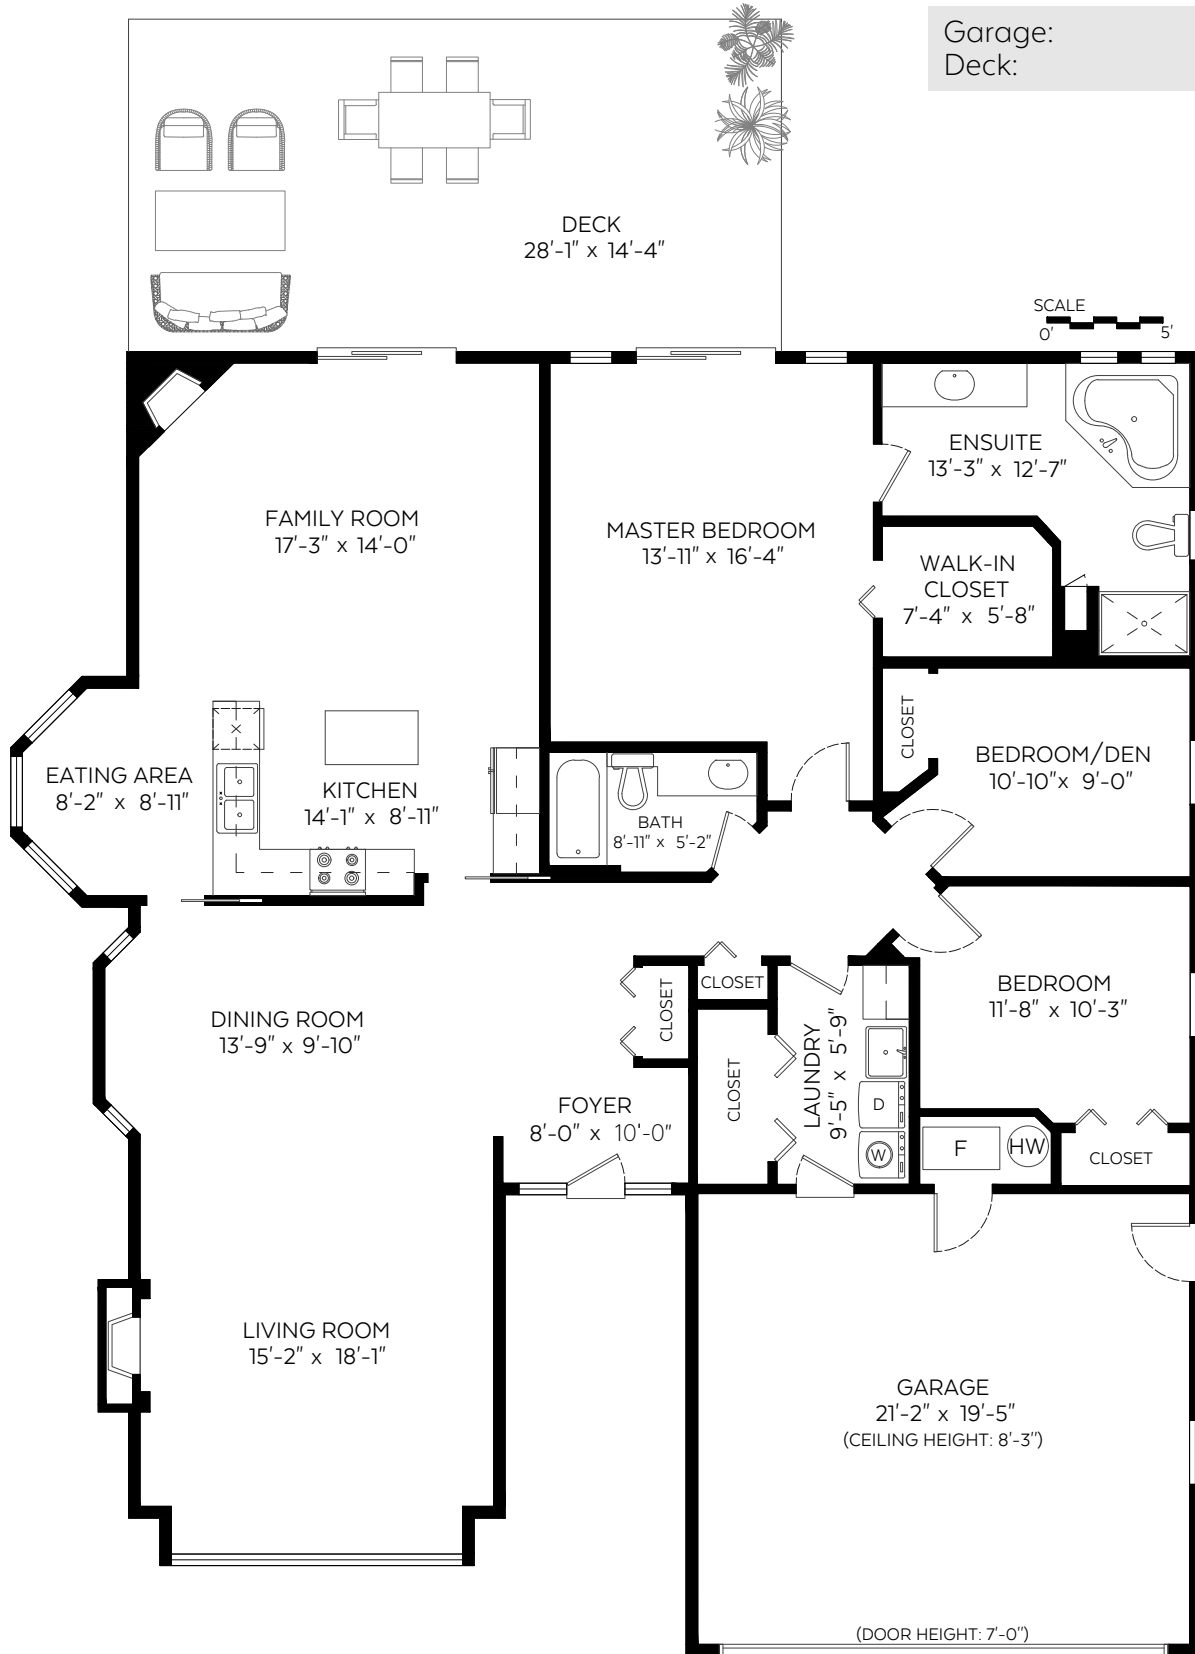 Garage:
Deck:
DECK
28'-1" x 14'-4"
SCALE
0' 5'
ENSUITE
13'-3" x 12'-7"
FAMILY ROOM
17'-3" x 14'-0"
MASTER BEDROOM
13'-11" x 16'-4"
WALK-IN
CLOSET
7'-4" x 5'-8"
CLOSET
BEDROOM/DEN
10'-10"x 9'-0"
EATING AREA
8'-2" x 8'-11"
KITCHEN
14'-1" x 8'-11"
BATH
8'-11" x 5'-2"
CLOSET
CLOSET
BEDROOM
11'-8" x 10'-3"
DINING ROOM
13'-9" x 9'-10"
CLOSET
LAUNDRY
9'-5" x 5'-9"
D
W
FOYER
8'-0" x 10'-0"
F
HW
CLOSET
LIVING ROOM
15'-2" x 18'-1"
GARAGE
21'-2" x 19'-5"
(CEILING HEIGHT: 8'-3")
(DOOR HEIGHT: 7'-0")